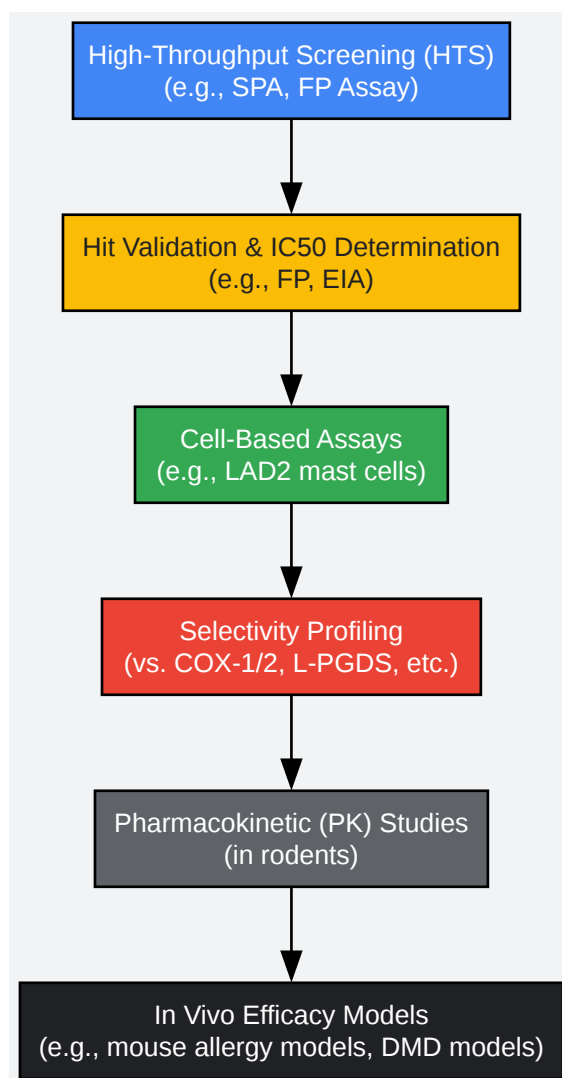 High-Throughput Screening (HTS)
(e.g., SPA, FP Assay)
Hit Validation & IC50 Determination
(e.g., FP, EIA)
Cell-Based Assays
(e.g., LAD2 mast cells)
Selectivity Profiling
(vs. COX-1/2, L-PGDS, etc.)
Pharmacokinetic (PK) Studies
(in rodents)
In Vivo Efficacy Models
(e.g., mouse allergy models, DMD models)